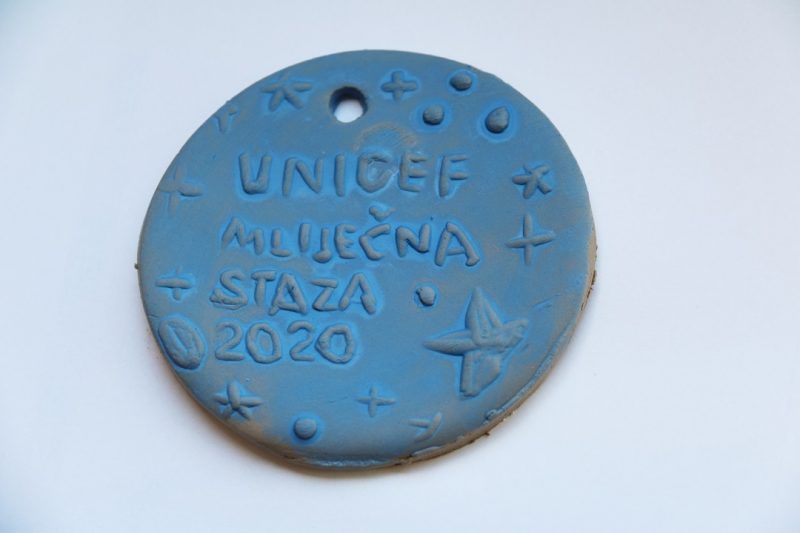 UNICEF
MLIJEČNA
STAZA
2020